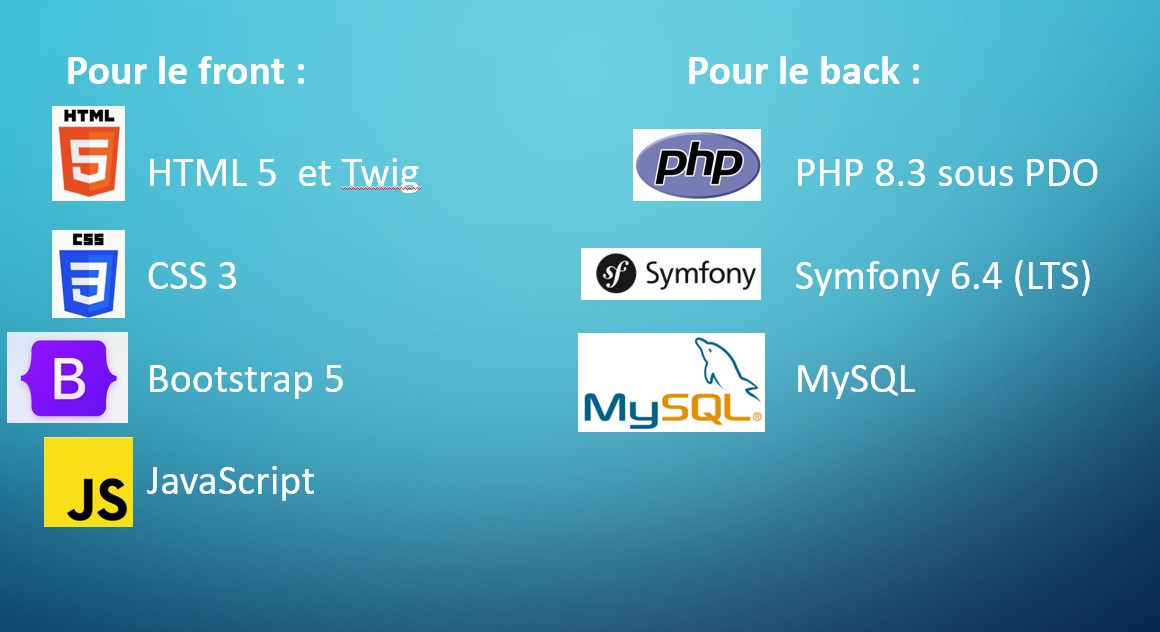 Pour le front :
HTML
5
HTML 5 et Twig
CSS
3
CSS 3
B
Bootstrap 5
JS
JavaScript
Pour le back :
php
PHP 8.3 sous PDO
sf Symfony
Symfony 6.4 (LTS)
MySQL®
MySQL